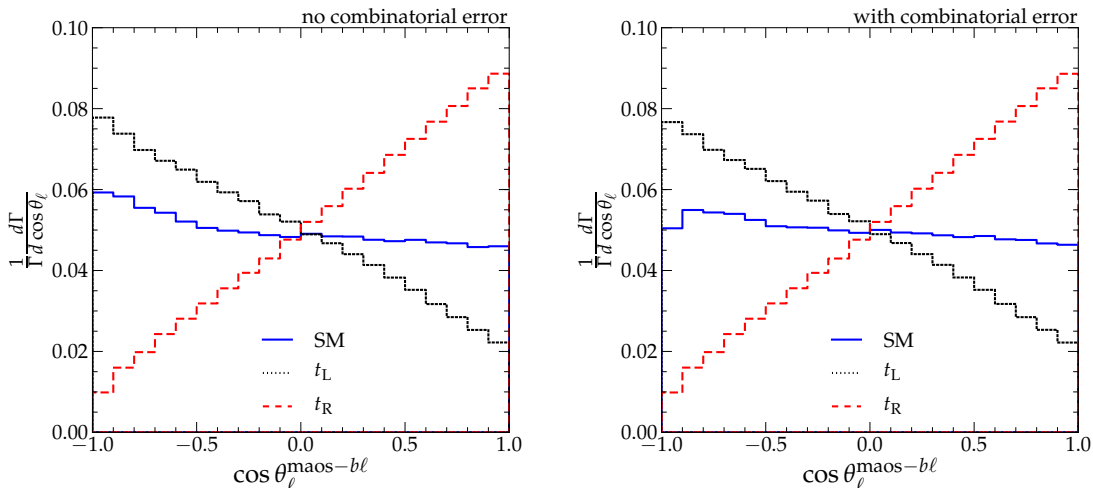 no combinatorial error
0.10
0.08
0.06
0.04
0.02
0.00
−1.0
−0.5
0.0
0.5
1.0
1/Γ dΓ/d cos θ_ℓ
cos θ_ℓ^{maos−bℓ}
SM
t_L
t_R
with combinatorial error
0.10
0.08
0.06
0.04
0.02
0.00
−1.0
−0.5
0.0
0.5
1.0
1/Γ dΓ/d cos θ_ℓ
cos θ_ℓ^{maos−bℓ}
SM
t_L
t_R